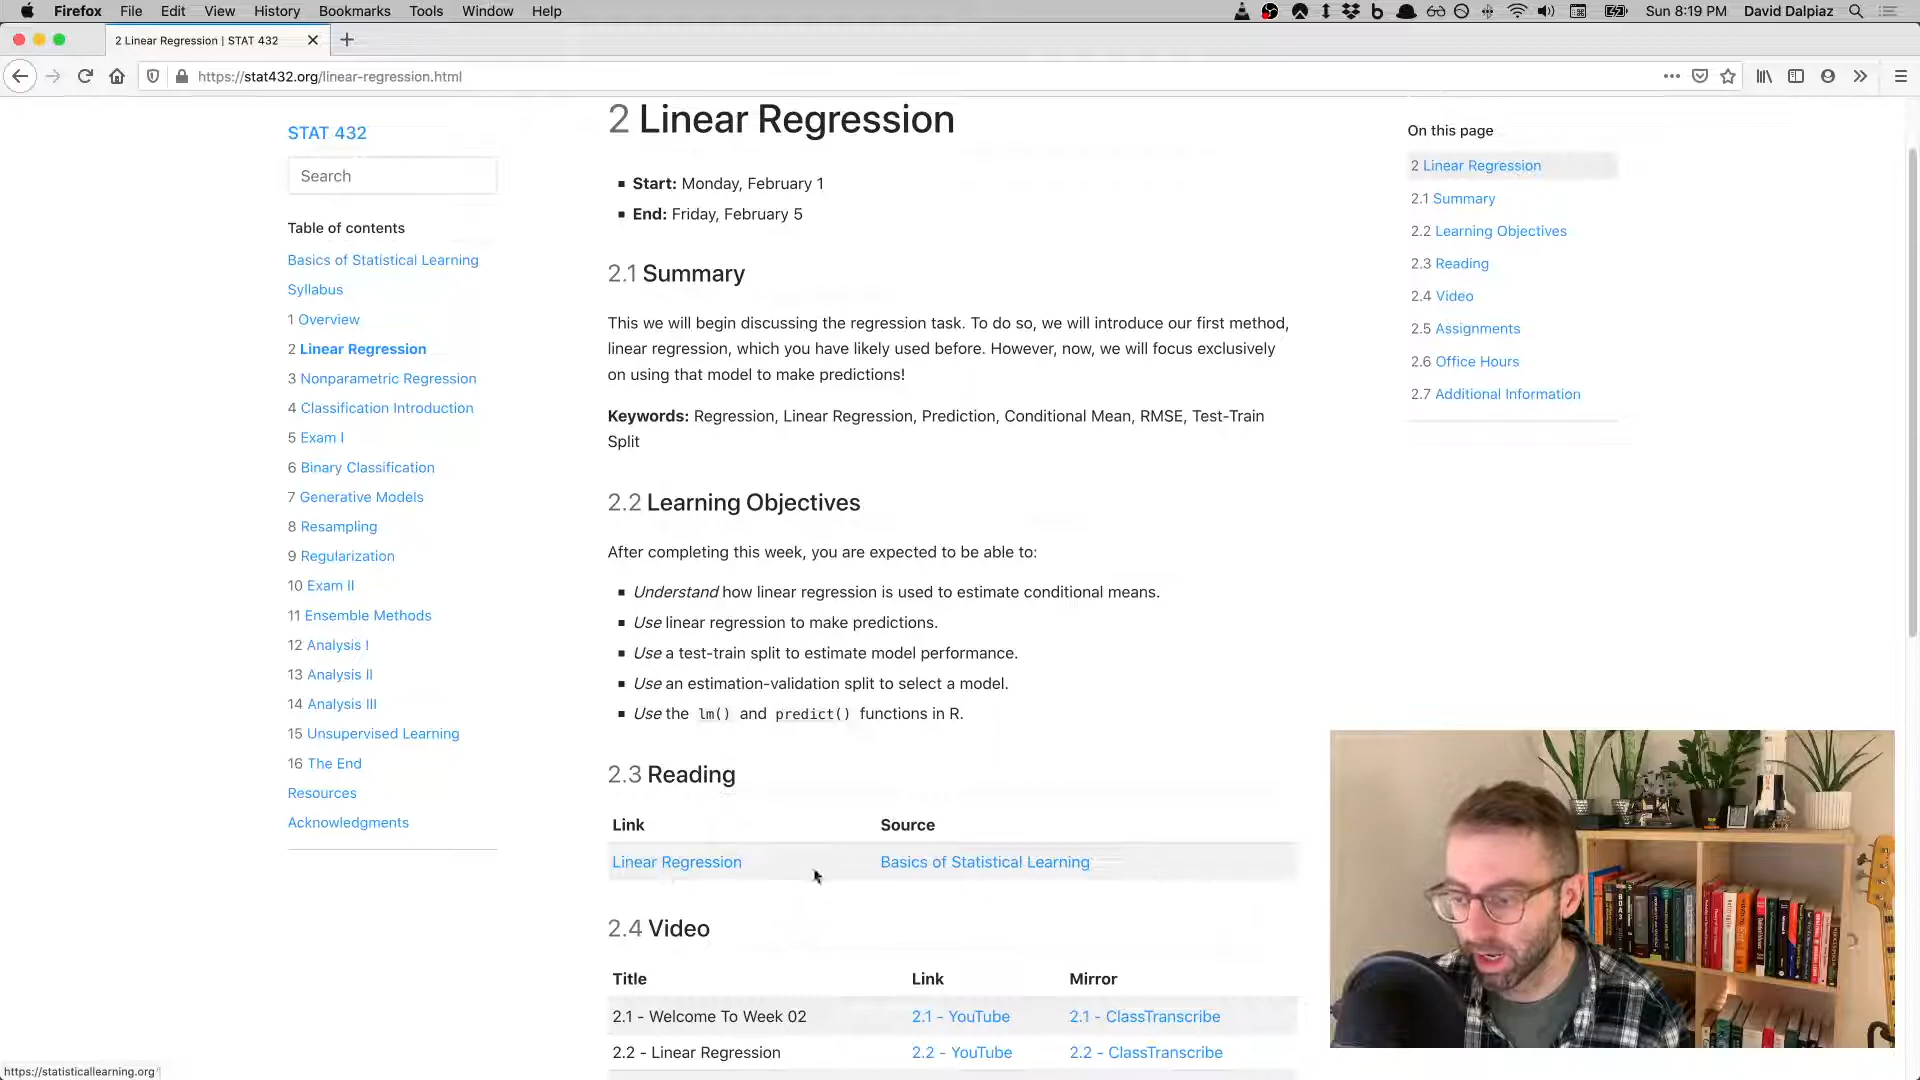 Firefox File Edit View History Bookmarks Tools Window Help Sun 8:19 PM David Dalpiaz
2 Linear Regression | STAT 432
https://stat432.org/linear-regression.html
STAT 432
Search
Table of contents
Basics of Statistical Learning
Syllabus
1 Overview
2 Linear Regression
3 Nonparametric Regression
4 Classification Introduction
5 Exam I
6 Binary Classification
7 Generative Models
8 Resampling
9 Regularization
10 Exam II
11 Ensemble Methods
12 Analysis I
13 Analysis II
14 Analysis III
15 Unsupervised Learning
16 The End
Resources
Acknowledgments
2 Linear Regression
Start: Monday, February 1
End: Friday, February 5
2.1 Summary
This we will begin discussing the regression task. To do so, we will introduce our first method,
linear regression, which you have likely used before. However, now, we will focus exclusively
on using that model to make predictions!
Keywords: Regression, Linear Regression, Prediction, Conditional Mean, RMSE, Test-Train
Split
2.2 Learning Objectives
After completing this week, you are expected to be able to:
Understand how linear regression is used to estimate conditional means.
Use linear regression to make predictions.
Use a test-train split to estimate model performance.
Use an estimation-validation split to select a model.
Use the lm() and predict() functions in R.
2.3 Reading
Link Source
Linear Regression Basics of Statistical Learning
2.4 Video
Title Link Mirror
2.1 - Welcome To Week 02 2.1 - YouTube 2.1 - ClassTranscribe
2.2 - Linear Regression 2.2 - YouTube 2.2 - ClassTranscribe
On this page
2 Linear Regression
2.1 Summary
2.2 Learning Objectives
2.3 Reading
2.4 Video
2.5 Assignments
2.6 Office Hours
2.7 Additional Information
https://statisticallearning.org